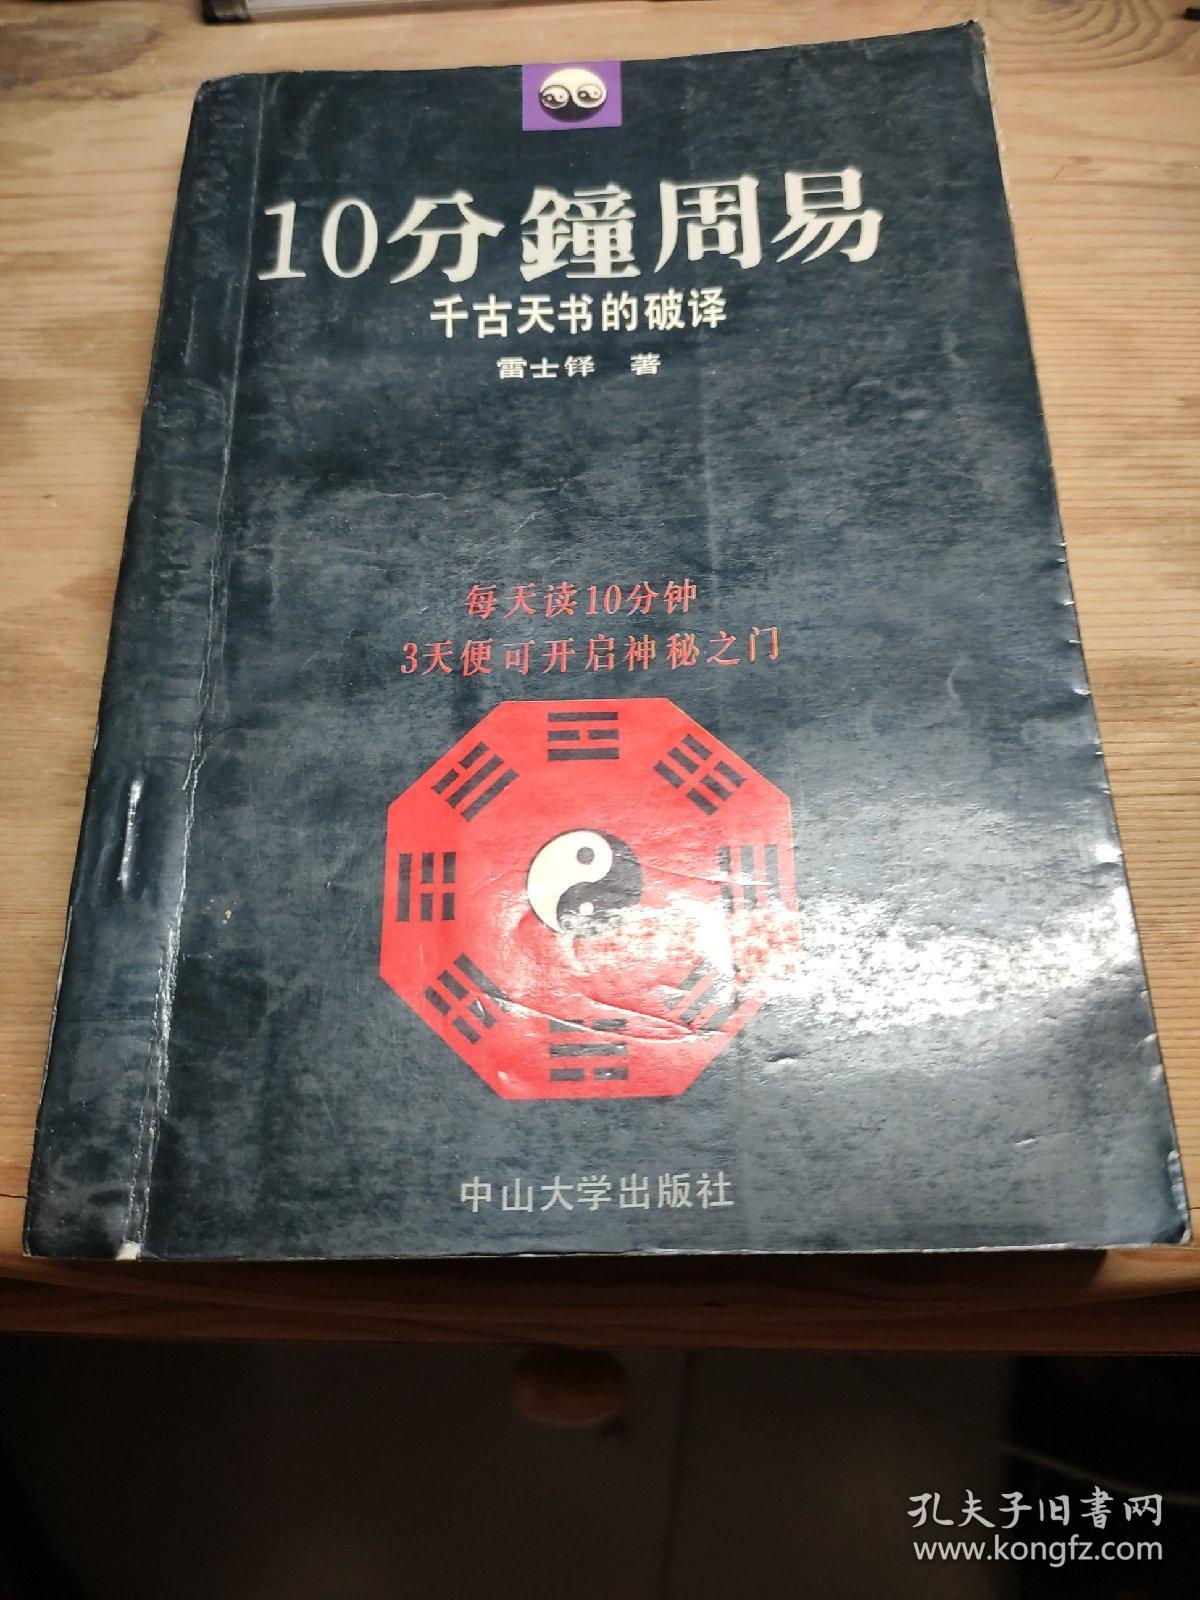 10分鐘周易
千古天书的破译
雷士铎 著
每天读10分钟
3天便可开启神秘之门
中山大学出版社
孔夫子旧書网
www.kongfz.com